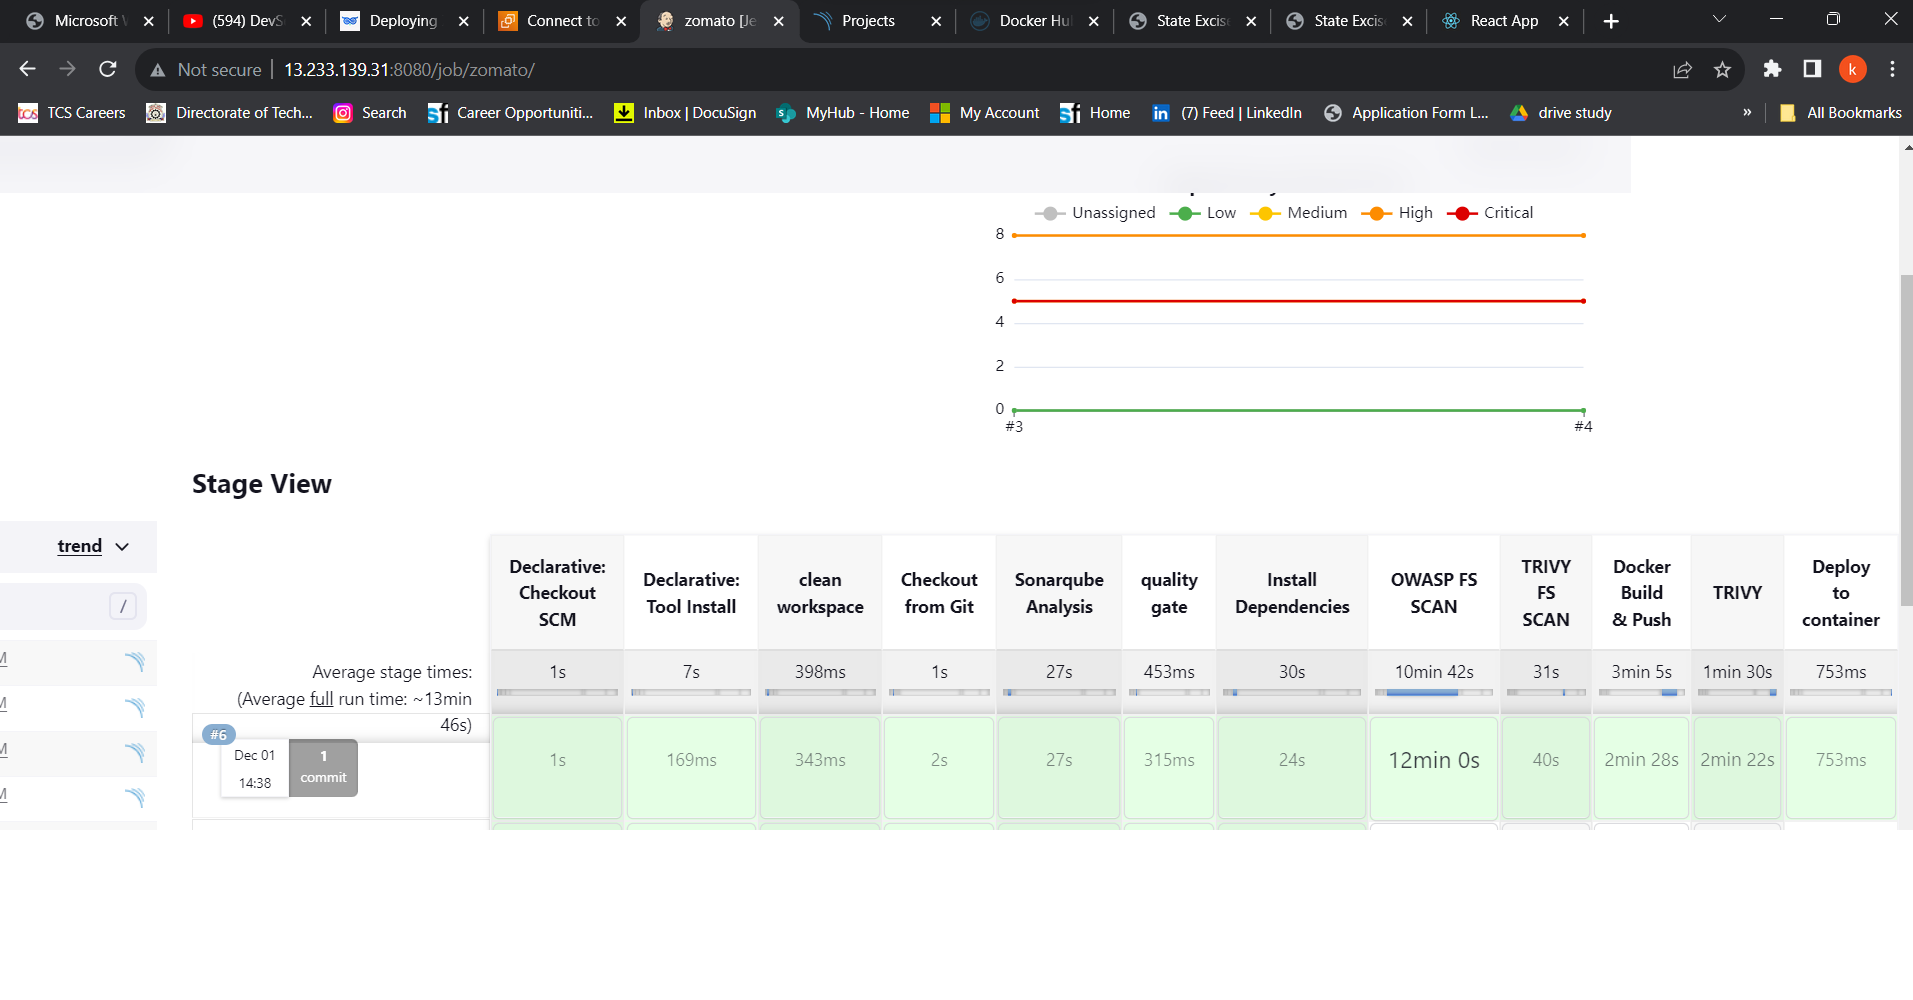 Microsoft V
(594) DevS
Deploying
Connect to
zomato [Je
Projects
Docker Hu
State Excise
State Excise
React App
Not secure
13.233.139.31:8080/job/zomato/
k
tcs TCS Careers
Directorate of Tech...
Search
Career Opportuniti...
Inbox | DocuSign
MyHub - Home
My Account
Home
(7) Feed | LinkedIn
Application Form L...
drive study
»
All Bookmarks
Unassigned Low Medium High Critical
8
6
4
2
0
#3 #4
Stage View
trend
/
M
M
M
M
Declarative: Checkout SCM
Declarative: Tool Install
clean workspace
Checkout from Git
Sonarqube Analysis
quality gate
Install Dependencies
OWASP FS SCAN
TRIVY FS SCAN
Docker Build & Push
TRIVY
Deploy to container
Average stage times:
(Average full run time: ~13min
46s)
1s 7s 398ms 1s 27s 453ms 30s 10min 42s 31s 3min 5s 1min 30s 753ms
#6
Dec 01
14:38
1
commit
1s 169ms 343ms 2s 27s 315ms 24s 12min 0s 40s 2min 28s 2min 22s 753ms